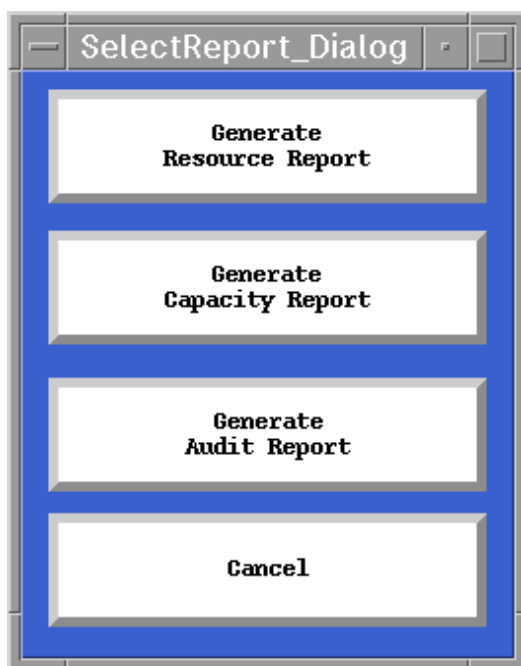 SelectReport_Dialog
Generate
Resource Report
Generate
Capacity Report
Generate
Audit Report
Cancel